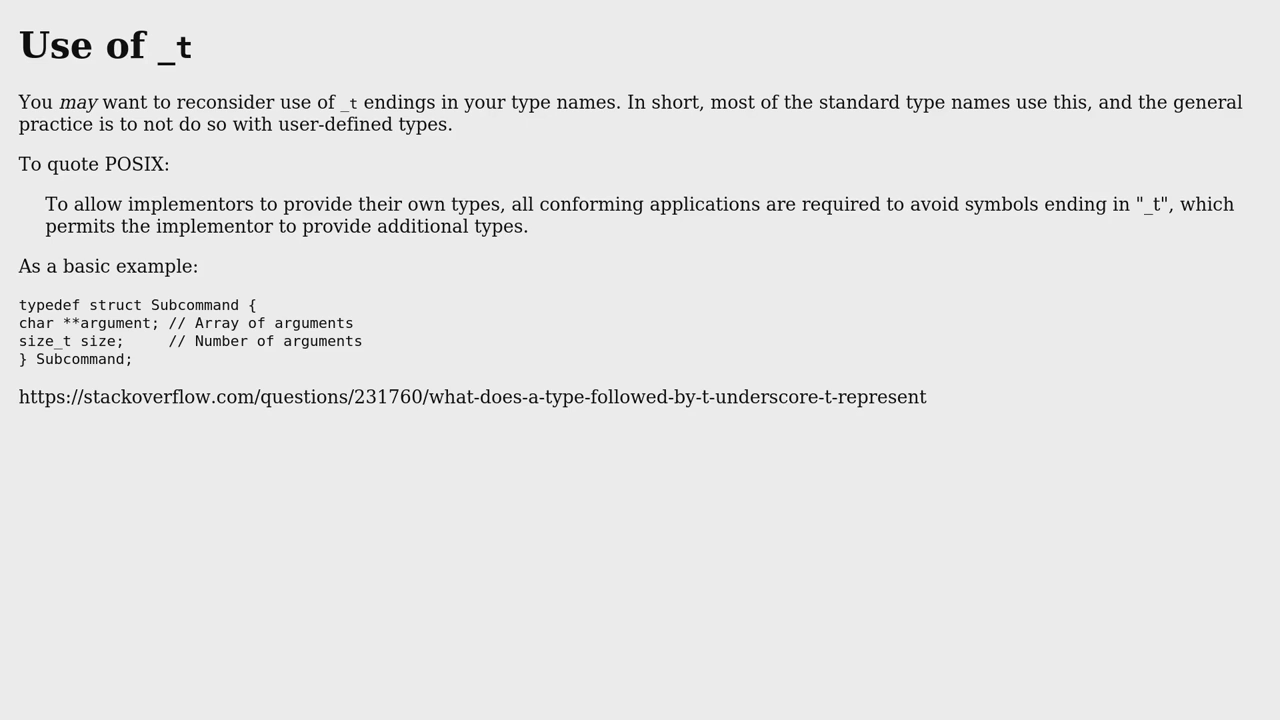 Use of _t
You may want to reconsider use of _t endings in your type names. In short, most of the standard type names use this, and the general
practice is to not do so with user-defined types.
To quote POSIX:
To allow implementors to provide their own types, all conforming applications are required to avoid symbols ending in "_t", which
permits the implementor to provide additional types.
As a basic example:
typedef struct Subcommand {
char **argument; // Array of arguments
size_t size;     // Number of arguments
} Subcommand;
https://stackoverflow.com/questions/231760/what-does-a-type-followed-by-t-underscore-t-represent